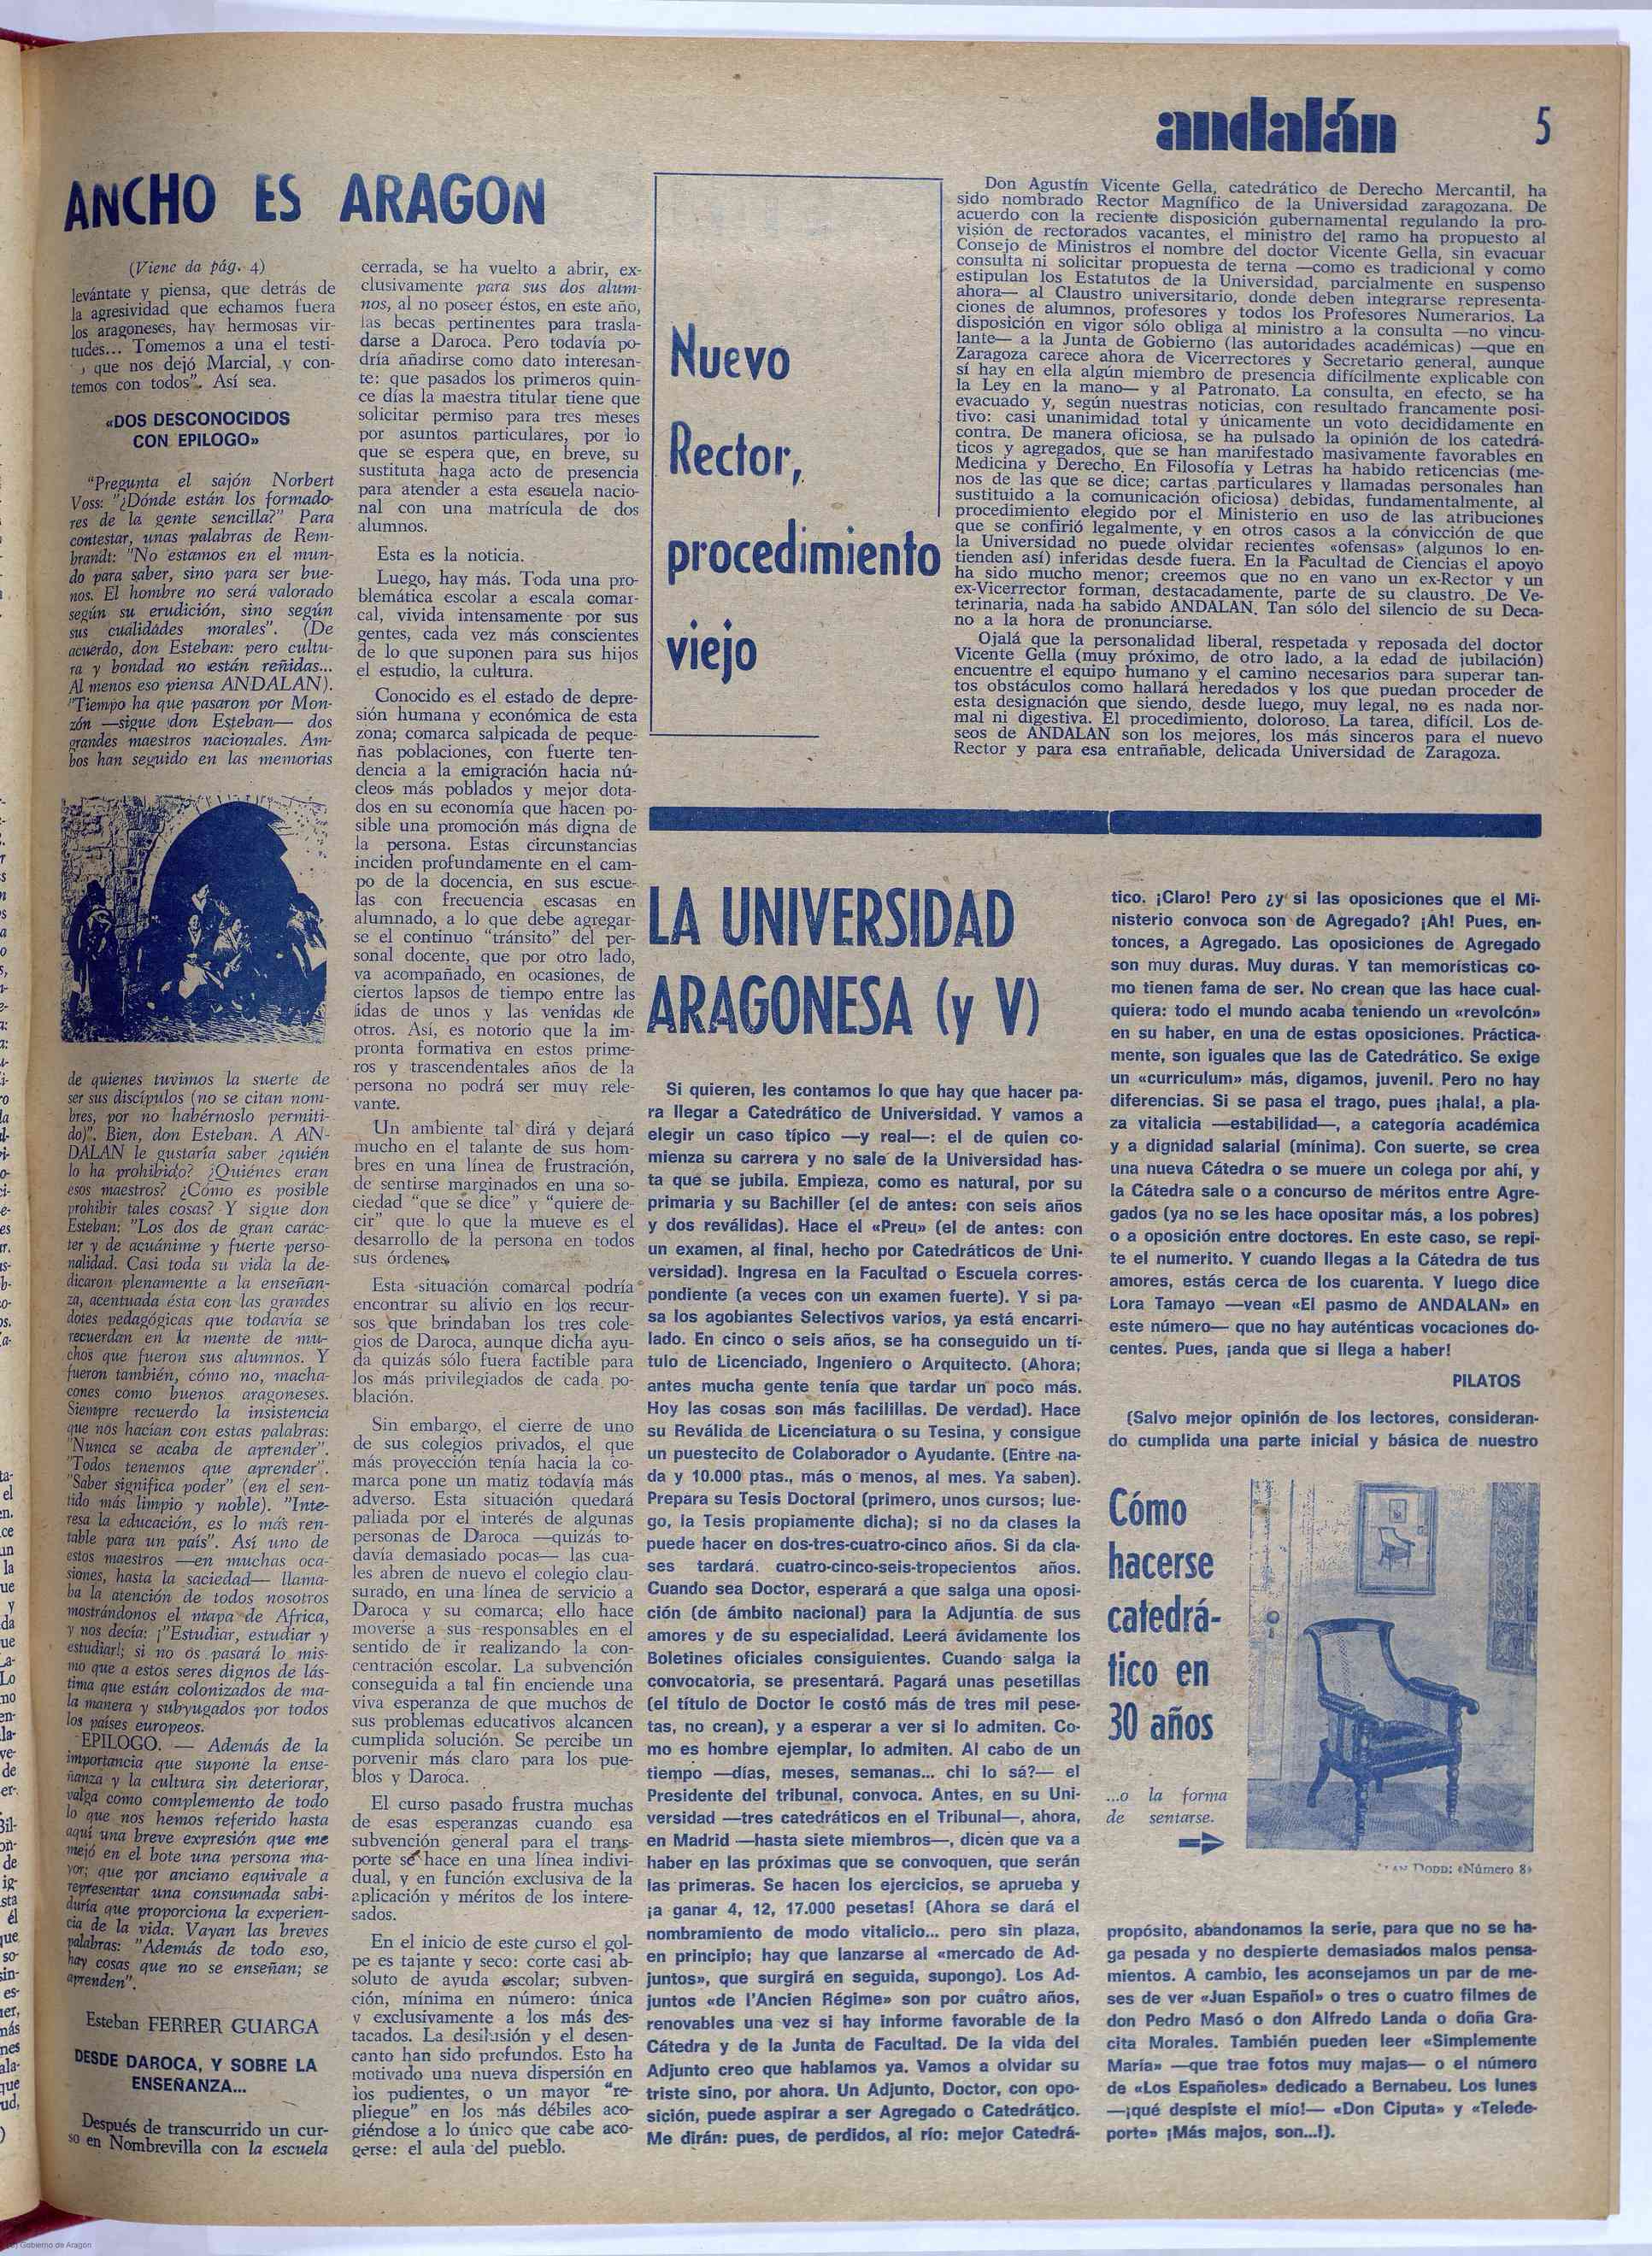 andalán
5
ANCHO ES ARAGON
(Viene da pág. 4)
levántate y piensa, que detrás de
la agresividad que echamos fuera
los aragoneses, hay hermosas vir-
tudes... Tomemos a una el testi-
, que nos dejó Marcial, y con-
temos con todos". Así sea.
«DOS DESCONOCIDOS
CON EPILOGO»
"Pregunta el sajón Norbert
Voss: "¿Dónde están los formado-
res de la gente sencilla?" Para
contestar, unas palabras de Rem-
brandt: "No estamos en el mun-
do para saber, sino para ser bue-
nos. El hombre no será valorado
según su erudición, sino según
sus cualidades morales". (De
acuerdo, don Esteban: pero cultu-
ra y bondad no están reñidas...
Al menos eso piensa ANDALAN).
"Tiempo ha que pasaron por Mon-
zón —sigue don Esteban— dos
grandes maestros nacionales. Am-
bos han seguido en las memorias
de quienes tuvimos la suerte de
ser sus discípulos (no se citan nom-
bres, por no habérnoslo permiti-
do)". Bien, don Esteban. A AN-
DALAN le gustaría saber ¿quién
lo ha prohibido? ¿Quiénes eran
esos maestros? ¿Cómo es posible
prohibir tales cosas? Y sigue don
Esteban: "Los dos de gran carác-
ter y de acuánime y fuerte perso-
nalidad. Casi toda su vida la de-
dicaron plenamente a la enseñan-
za, acentuada ésta con las grandes
dotes pedagógicas que todavía se
recuerdan en la mente de mu-
chos que fueron sus alumnos. Y
fueron también, cómo no, macha-
cones como buenos aragoneses.
Siempre recuerdo la insistencia
que nos hacían con estas palabras:
"Nunca se acaba de aprender".
"Todos tenemos que aprender".
"Saber significa poder" (en el sen-
tido más limpio y noble). "Inte-
resa la educación, es lo más ren-
table para un país". Así uno de
estos maestros —en muchas oca-
siones, hasta la saciedad— llama-
ba la atención de todos nosotros
mostrándonos el mapa de Africa,
y nos decía: ¡"Estudiar, estudiar y
estudiar!; si no os pasará lo mis-
mo que a estos seres dignos de lás-
tima que están colonizados de ma-
la manera y subyugados por todos
los países europeos.
EPILOGO. — Además de la
importancia que supone la ense-
ñanza y la cultura sin deteriorar,
valga como complemento de todo
lo que nos hemos referido hasta
aquí una breve expresión que me
mejó en el bote una persona ma-
yor; que por anciano equivale a
representar una consumada sabi-
duría que proporciona la experien-
cia de la vida. Vayan las breves
palabras: "Además de todo eso,
hay cosas que no se enseñan; se
aprenden".
Esteban FERRER GUARGA
DESDE DAROCA, Y SOBRE LA
ENSEÑANZA...
Después de transcurrido un cur-
so en Nombrevilla con la escuela
cerrada, se ha vuelto a abrir, ex-
clusivamente para sus dos alum-
nos, al no poseer éstos, en este año,
las becas pertinentes para trasla-
darse a Daroca. Pero todavía po-
dría añadirse como dato interesan-
te: que pasados los primeros quin-
ce días la maestra titular tiene que
solicitar permiso para tres meses
por asuntos particulares, por lo
que se espera que, en breve, su
sustituta haga acto de presencia
para atender a esta escuela nacio-
nal con una matrícula de dos
alumnos.
Esta es la noticia.
Luego, hay más. Toda una pro-
blemática escolar a escala comar-
cal, vivida intensamente por sus
gentes, cada vez más conscientes
de lo que suponen para sus hijos
el estudio, la cultura.
Conocido es el estado de depre-
sión humana y económica de esta
zona; comarca salpicada de peque-
ñas poblaciones, con fuerte ten-
dencia a la emigración hacia nú-
cleos más poblados y mejor dota-
dos en su economía que hacen po-
sible una promoción más digna de
la persona. Estas circunstancias
inciden profundamente en el cam-
po de la docencia, en sus escue-
las con frecuencia escasas en
alumnado, a lo que debe agregar-
se el continuo "tránsito" del per-
sonal docente, que por otro lado,
va acompañado, en ocasiones, de
ciertos lapsos de tiempo entre las
idas de unos y las venidas de
otros. Así, es notorio que la im-
pronta formativa en estos prime-
ros y trascendentales años de la
persona no podrá ser muy rele-
vante.
Un ambiente tal dirá y dejará
mucho en el talante de sus hom-
bres en una línea de frustración,
de sentirse marginados en una so-
ciedad "que se dice" y "quiere de-
cir" que lo que la mueve es el
desarrollo de la persona en todos
sus órdenes.
Esta situación comarcal podría
encontrar su alivio en los recur-
sos que brindaban los tres cole-
gios de Daroca, aunque dicha ayu-
da quizás sólo fuera factible para
los más privilegiados de cada po-
blación.
Sin embargo, el cierre de uno
de sus colegios privados, el que
más proyección tenía hacia la co-
marca pone un matiz todavía más
adverso. Esta situación quedará
paliada por el interés de algunas
personas de Daroca —quizás to-
davía demasiado pocas— las cua-
les abren de nuevo el colegio clau-
surado, en una línea de servicio a
Daroca y su comarca; ello hace
moverse a sus responsables en el
sentido de ir realizando la con-
centración escolar. La subvención
conseguida a tal fin enciende una
viva esperanza de que muchos de
sus problemas educativos alcancen
cumplida solución. Se percibe un
porvenir más claro para los pue-
blos y Daroca.
El curso pasado frustra muchas
de esas esperanzas cuando esa
subvención general para el trans-
porte se hace en una línea indivi-
dual, y en función exclusiva de la
aplicación y méritos de los intere-
sados.
En el inicio de este curso el gol-
pe es tajante y seco: corte casi ab-
soluto de ayuda escolar; subven-
ción, mínima en número: única
y exclusivamente a los más des-
tacados. La desilusión y el desen-
canto han sido profundos. Esto ha
motivado una nueva dispersión en
los pudientes, o un mayor "re-
pliegue" en los más débiles aco-
giéndose a lo único que cabe aco-
gerse: el aula del pueblo.
Nuevo
Rector,
procedimiento
viejo
Don Agustín Vicente Gella, catedrático de Derecho Mercantil, ha
sido nombrado Rector Magnífico de la Universidad zaragozana. De
acuerdo con la reciente disposición gubernamental regulando la pro-
visión de rectorados vacantes, el ministro del ramo ha propuesto al
Consejo de Ministros el nombre del doctor Vicente Gella, sin evacuar
consulta ni solicitar propuesta de terna —como es tradicional y como
estipulan los Estatutos de la Universidad, parcialmente en suspenso
ahora— al Claustro universitario, donde deben integrarse representa-
ciones de alumnos, profesores y todos los Profesores Numerarios. La
disposición en vigor sólo obliga al ministro a la consulta —no vincu-
lante— a la Junta de Gobierno (las autoridades académicas) —que en
Zaragoza carece ahora de Vicerrectores y Secretario general, aunque
sí hay en ella algún miembro de presencia difícilmente explicable con
la Ley en la mano— y al Patronato. La consulta, en efecto, se ha
evacuado y, según nuestras noticias, con resultado francamente posi-
tivo: casi unanimidad total y únicamente un voto decididamente en
contra. De manera oficiosa, se ha pulsado la opinión de los catedrá-
ticos y agregados, que se han manifestado masivamente favorables en
Medicina y Derecho. En Filosofía y Letras ha habido reticencias (me-
nos de las que se dice; cartas particulares y llamadas personales han
sustituido a la comunicación oficiosa) debidas, fundamentalmente, al
procedimiento elegido por el Ministerio en uso de las atribuciones
que se confirió legalmente, y en otros casos a la cónvicción de que
la Universidad no puede olvidar recientes «ofensas» (algunos lo en-
tienden así) inferidas desde fuera. En la Facultad de Ciencias el apoyo
ha sido mucho menor; creemos que no en vano un ex-Rector y un
ex-Vicerrector forman, destacadamente, parte de su claustro. De Ve-
terinaria, nada ha sabido ANDALAN. Tan sólo del silencio de su Deca-
no a la hora de pronunciarse.
Ojalá que la personalidad liberal, respetada y reposada del doctor
Vicente Gella (muy próximo, de otro lado, a la edad de jubilación)
encuentre el equipo humano y el camino necesarios para superar tan-
tos obstáculos como hallará heredados y los que puedan proceder de
esta designación que siendo, desde luego, muy legal, no es nada nor-
mal ni digestiva. El procedimiento, doloroso. La tarea, difícil. Los de-
seos de ANDALAN son los mejores, los más sinceros para el nuevo
Rector y para esa entrañable, delicada Universidad de Zaragoza.
LA UNIVERSIDAD
ARAGONESA (y V)
Si quieren, les contamos lo que hay que hacer pa-
ra llegar a Catedrático de Universidad. Y vamos a
elegir un caso típico —y real—: el de quien co-
mienza su carrera y no sale de la Universidad has-
ta que se jubila. Empieza, como es natural, por su
primaria y su Bachiller (el de antes: con seis años
y dos reválidas). Hace el «Preu» (el de antes: con
un examen, al final, hecho por Catedráticos de Uni-
versidad). Ingresa en la Facultad o Escuela corres-
pondiente (a veces con un examen fuerte). Y si pa-
sa los agobiantes Selectivos varios, ya está encarri-
lado. En cinco o seis años, se ha conseguido un tí-
tulo de Licenciado, Ingeniero o Arquitecto. (Ahora;
antes mucha gente tenía que tardar un poco más.
Hoy las cosas son más facilillas. De verdad). Hace
su Reválida de Licenciatura o su Tesina, y consigue
un puestecito de Colaborador o Ayudante. (Entre na-
da y 10.000 ptas., más o menos, al mes. Ya saben).
Prepara su Tesis Doctoral (primero, unos cursos; lue-
go, la Tesis propiamente dicha); si no da clases la
puede hacer en dos-tres-cuatro-cinco años. Si da cla-
ses tardará. cuatro-cinco-seis-tropecientos años.
Cuando sea Doctor, esperará a que salga una oposi-
ción (de ámbito nacional) para la Adjuntía de sus
amores y de su especialidad. Leerá ávidamente los
Boletines oficiales consiguientes. Cuando salga la
convocatoria, se presentará. Pagará unas pesetillas
(el título de Doctor le costó más de tres mil pese-
tas, no crean), y a esperar a ver si lo admiten. Co-
mo es hombre ejemplar, lo admiten. Al cabo de un
tiempo —días, meses, semanas... chi lo sá?— el
Presidente del tribunal, convoca. Antes, en su Uni-
versidad —tres catedráticos en el Tribunal—, ahora,
en Madrid —hasta siete miembros—, dicen que va a
haber en las próximas que se convoquen, que serán
las primeras. Se hacen los ejercicios, se aprueba y
¡a ganar 4, 12, 17.000 pesetas! (Ahora se dará el
nombramiento de modo vitalicio... pero sin plaza,
en principio; hay que lanzarse al «mercado de Ad-
juntos», que surgirá en seguida, supongo). Los Ad-
juntos «de l'Ancien Régime» son por cuatro años,
renovables una vez si hay informe favorable de la
Cátedra y de la Junta de Facultad. De la vida del
Adjunto creo que hablamos ya. Vamos a olvidar su
triste sino, por ahora. Un Adjunto, Doctor, con opo-
sición, puede aspirar a ser Agregado o Catedrático.
Me dirán: pues, de perdidos, al río: mejor Catedrá-
tico. ¡Claro! Pero ¿y si las oposiciones que el Mi-
nisterio convoca son de Agregado? ¡Ah! Pues, en-
tonces, a Agregado. Las oposiciones de Agregado
son muy duras. Muy duras. Y tan memorísticas co-
mo tienen fama de ser. No crean que las hace cual-
quiera: todo el mundo acaba teniendo un «revolcón»
en su haber, en una de estas oposiciones. Práctica-
mente, son iguales que las de Catedrático. Se exige
un «curriculum» más, digamos, juvenil. Pero no hay
diferencias. Si se pasa el trago, pues ¡hala!, a pla-
za vitalicia —estabilidad—, a categoría académica
y a dignidad salarial (mínima). Con suerte, se crea
una nueva Cátedra o se muere un colega por ahí, y
la Cátedra sale o a concurso de méritos entre Agre-
gados (ya no se les hace opositar más, a los pobres)
o a oposición entre doctores. En este caso, se repi-
te el numerito. Y cuando llegas a la Cátedra de tus
amores, estás cerca de los cuarenta. Y luego dice
Lora Tamayo —vean «El pasmo de ANDALAN» en
este número— que no hay auténticas vocaciones do-
centes. Pues, ¡anda que si llega a haber!
PILATOS
(Salvo mejor opinión de los lectores, consideran-
do cumplida una parte inicial y básica de nuestro
Cómo
hacerse
catedrá-
tico en
30 años
...o la forma
de sentarse.
DODD: «Número 8»
propósito, abandonamos la serie, para que no se ha-
ga pesada y no despierte demasiados malos pensa-
mientos. A cambio, les aconsejamos un par de me-
ses de ver «Juan Español» o tres o cuatro filmes de
don Pedro Masó o don Alfredo Landa o doña Gra-
cita Morales. También pueden leer «Simplemente
María» —que trae fotos muy majas— o el número
de «Los Españoles» dedicado a Bernabeu. Los lunes
—¡qué despiste el mío!— «Don Ciputa» y «Telede-
porte» ¡Más majos, son...!).
Gobierno de Aragón